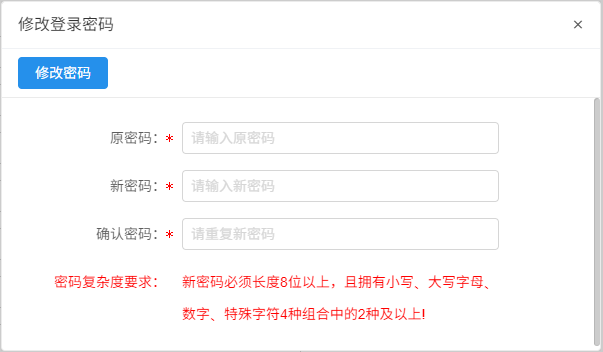 修改登录密码 ×
修改密码
原密码：* 请输入原密码
新密码：* 请输入新密码
确认密码：* 请重复新密码
密码复杂度要求： 新密码必须长度8位以上，且拥有小写、大写字母、
数字、特殊字符4种组合中的2种及以上!